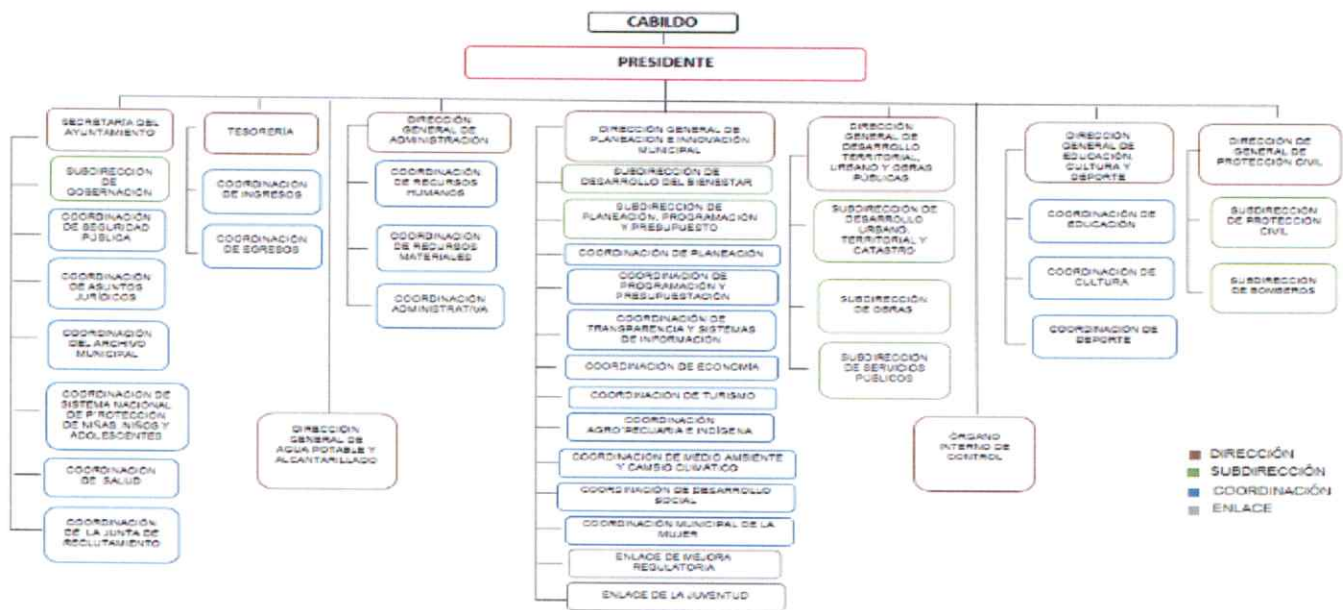 CABILDO
PRESIDENTE
SECRETARÍA DEL
AYUNTAMIENTO
SUBDIRECCIÓN
DE
GOBERNACIÓN
COORDINACIÓN
DE SEGURIDAD
PÚBLICA
COORDINACIÓN
DE ASUNTOS
JURÍDICOS
COORDINACIÓN
DEL ARCHIVO
MUNICIPAL
COORDINACIÓN DE
SISTEMA NACIONAL
DE PROTECCIÓN
DE NIÑAS, NIÑOS Y
ADOLESCENTES
COORDINACIÓN
DE SALUD
COORDINACIÓN
DE LA JUNTA DE
RECLUTAMIENTO
TESORERÍA
COORDINACIÓN
DE INGRESOS
COORDINACIÓN
DE EGRESOS
DIRECCIÓN
GENERAL DE
AGUA POTABLE Y
ALCANTARILLADO
DIRECCIÓN
GENERAL DE
ADMINISTRACIÓN
COORDINACIÓN
DE RECURSOS
HUMANOS
COORDINACIÓN
DE RECURSOS
MATERIALES
COORDINACIÓN
ADMINISTRATIVA
DIRECCIÓN GENERAL DE
PLANEACIÓN E INNOVACIÓN
MUNICIPAL
SUBDIRECCIÓN DE
DESARROLLO DEL BIENESTAR
SUBDIRECCIÓN DE
PLANEACIÓN, PROGRAMACIÓN
Y PRESUPUESTO
COORDINACIÓN DE PLANEACIÓN
COORDINACIÓN DE
PROGRAMACIÓN Y
PRESUPUESTACIÓN
COORDINACIÓN DE
TRANSPARENCIA Y SISTEMAS
DE INFORMACIÓN
COORDINACIÓN DE ECONOMÍA
COORDINACIÓN DE TURISMO
COORDINACIÓN
AGROPECUARIA E INDÍGENA
COORDINACIÓN DE MEDIO AMBIENTE
Y CAMBIO CLIMÁTICO
COORDINACIÓN DE DESARROLLO
SOCIAL
COORDINACIÓN MUNICIPAL DE LA
MUJER
ENLACE DE MEJORA
REGULATORIA
ENLACE DE LA JUVENTUD
DIRECCIÓN
GENERAL DE
DESARROLLO
TERRITORIAL,
URBANO Y OBRAS
PÚBLICAS
SUBDIRECCIÓN DE
DESARROLLO
URBANO,
TERRITORIAL Y
CATASTRO
SUBDIRECCIÓN
DE OBRAS
SUBDIRECCIÓN
DE SERVICIOS
PÚBLICOS
ÓRGANO
INTERNO DE
CONTROL
DIRECCIÓN
GENERAL DE
EDUCACIÓN,
CULTURA Y
DEPORTE
COORDINACIÓN DE
EDUCACIÓN
COORDINACIÓN DE
CULTURA
COORDINACIÓN DE
DEPORTE
DIRECCIÓN DE
GENERAL DE
PROTECCIÓN CIVIL
SUBDIRECCIÓN
DE PROTECCIÓN
CIVIL
SUBDIRECCIÓN
DE BOMBEROS
DIRECCIÓN
SUBDIRECCIÓN
COORDINACIÓN
ENLACE